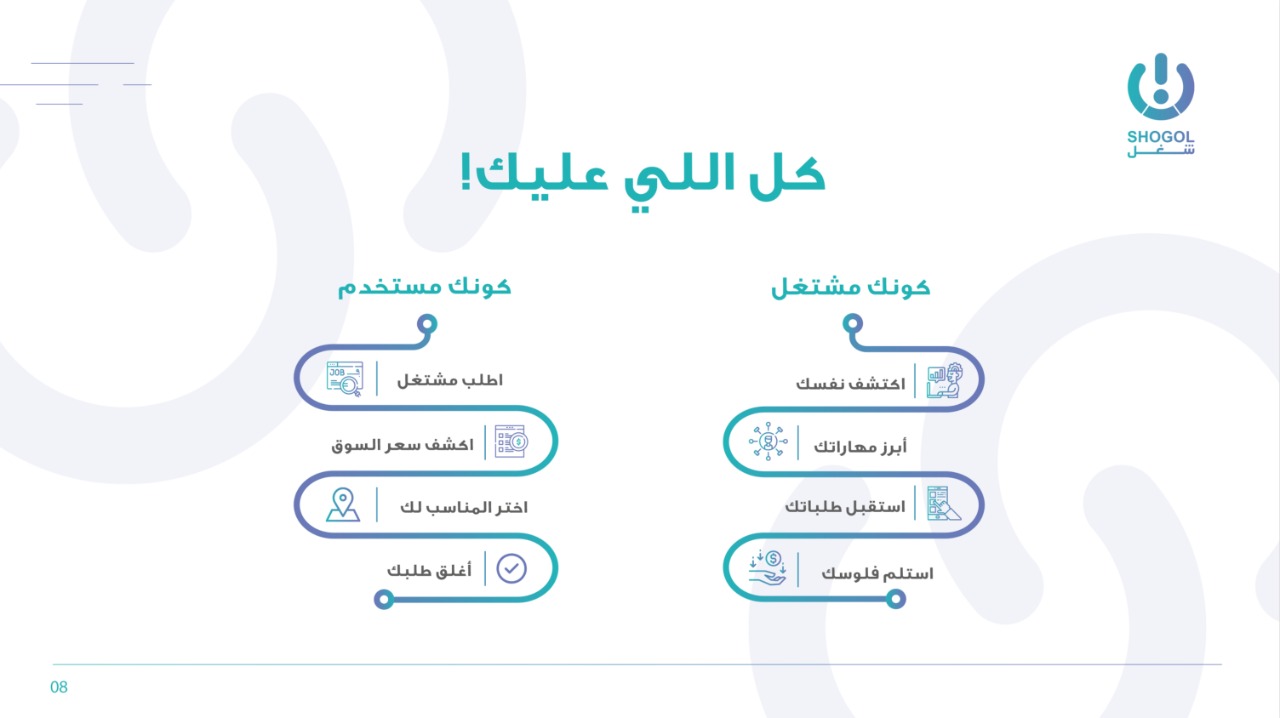 SHOGOL
شغل
كل اللي عليك!
كونك مشتغل
اكتشف نفسك
أبرز مهاراتك
استقبل طلباتك
استلم فلوسك
كونك مستخدم
JOB
اطلب مشتغل
اكشف سعر السوق
اختر المناسب لك
أغلق طلبك
08